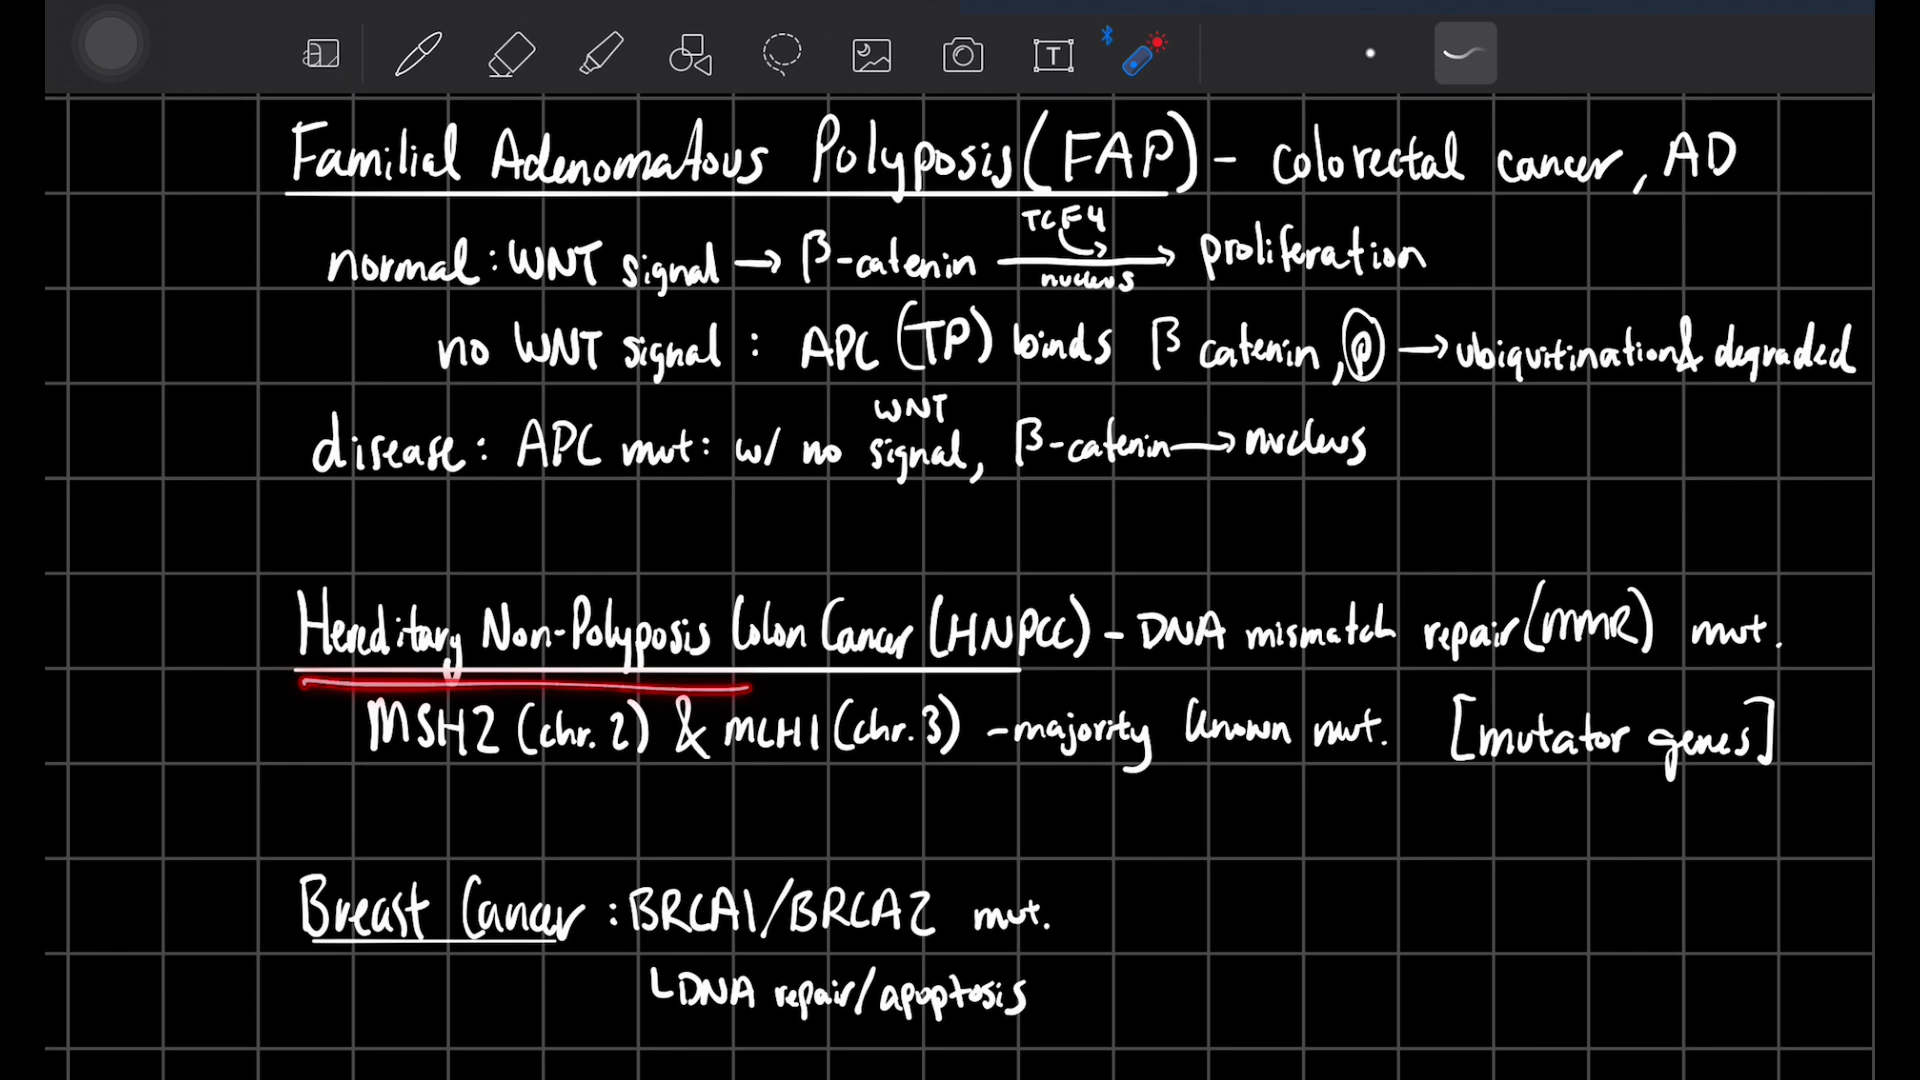 Familial Adenomatous Polyposis (FAP) - colorectal cancer, AD
TCF4
normal: WNT signal → β-catenin → proliferation
nucleus
no WNT signal : APC (TP) binds β catenin, ⓟ → ubiquitination & degraded
WNT
disease: APC mut: w/ no signal, β-catenin → nucleus
Hereditary Non-Polyposis Colon Cancer (HNPCC) - DNA mismatch repair (MMR) mut.
MSH2 (chr. 2) & MLH1 (chr. 3) - majority known mut. [mutator genes]
Breast Cancer : BRCA1/BRCA2 mut.
DNA repair/apoptosis